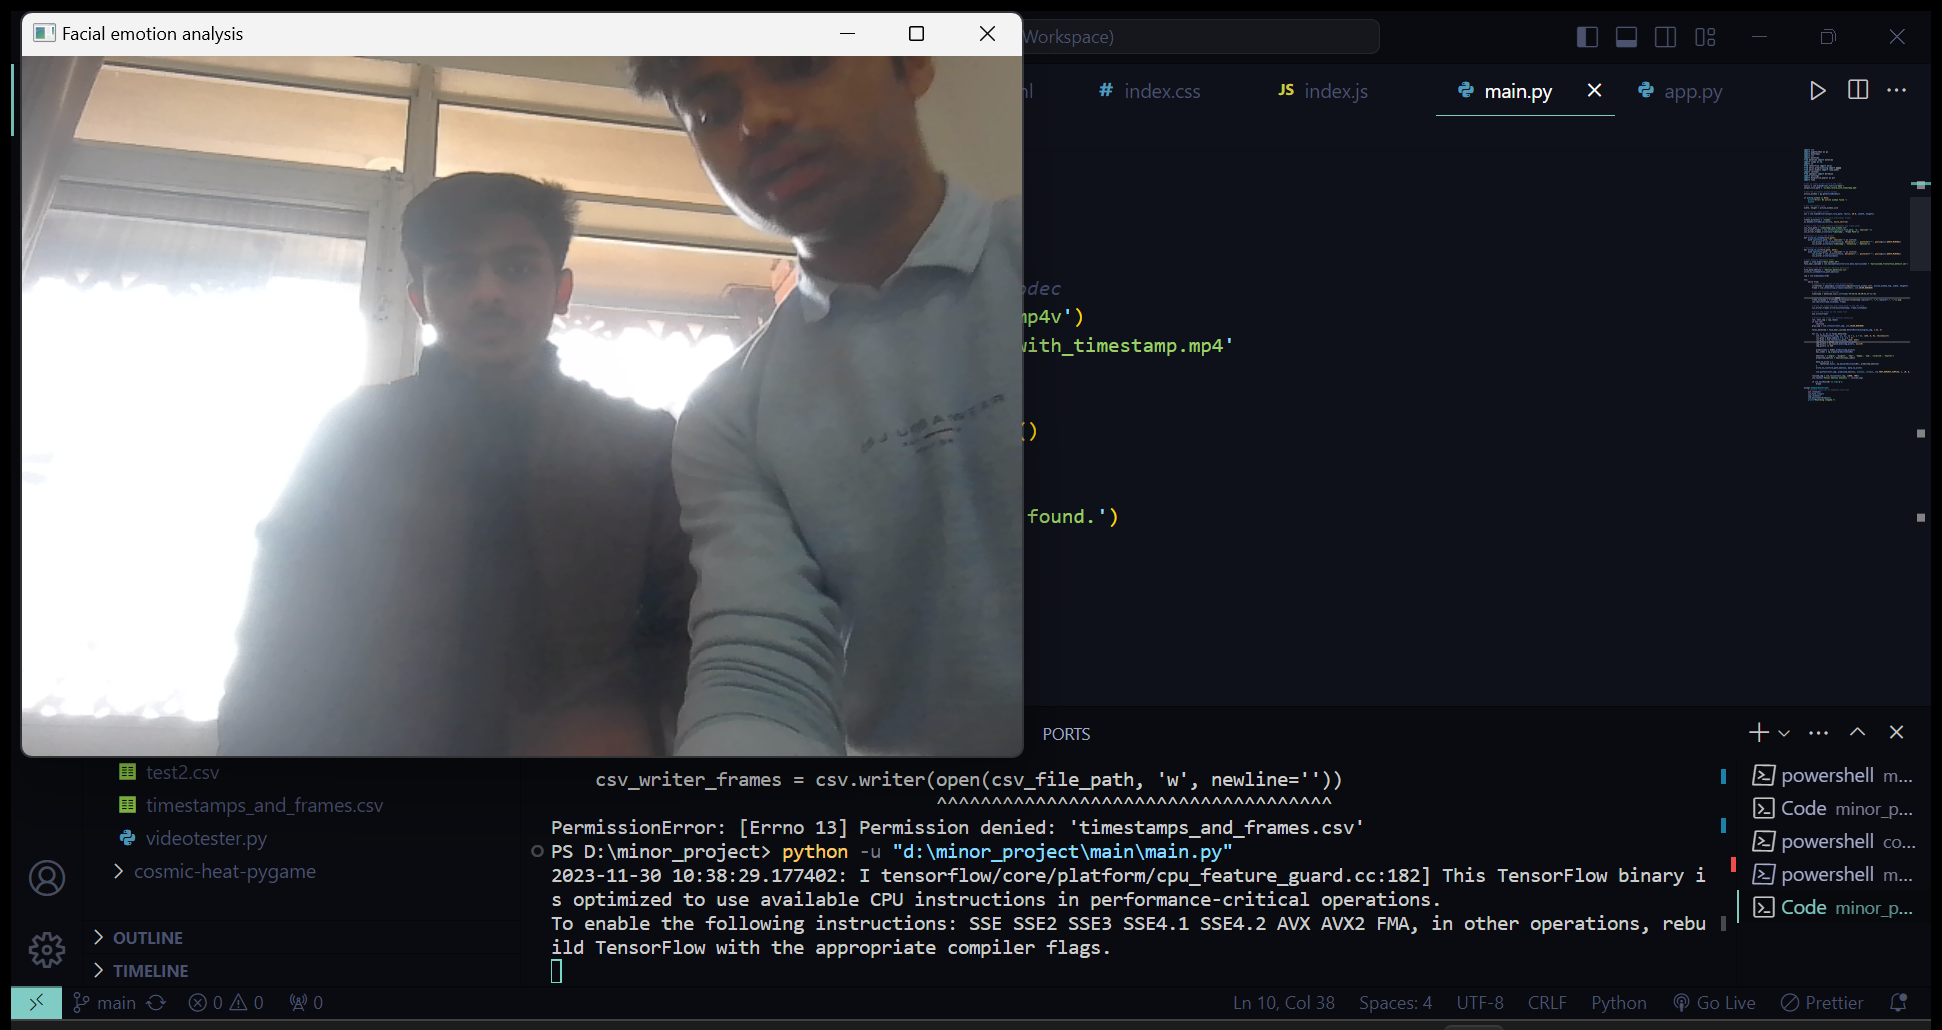 Facial emotion analysis
Workspace)
index.css
JS index.js
main.py
app.py
odec
mp4v')
with_timestamp.mp4'
()
found.')
PORTS
test2.csv
timestamps_and_frames.csv
videotester.py
cosmic-heat-pygame
OUTLINE
TIMELINE
csv_writer_frames = csv.writer(open(csv_file_path, 'w', newline=''))
^^^^^^^^^^^^^^^^^^^^^^^^^^^^^^^^^^^^
PermissionError: [Errno 13] Permission denied: 'timestamps_and_frames.csv'
PS D:\minor_project> python -u "d:\minor_project\main\main.py"
2023-11-30 10:38:29.177402: I tensorflow/core/platform/cpu_feature_guard.cc:182] This TensorFlow binary i
s optimized to use available CPU instructions in performance-critical operations.
To enable the following instructions: SSE SSE2 SSE3 SSE4.1 SSE4.2 AVX AVX2 FMA, in other operations, rebu
ild TensorFlow with the appropriate compiler flags.
powershell m...
Code minor_p...
powershell co...
powershell m...
Code minor_p...
main 0 0 0
Ln 10, Col 38 Spaces: 4 UTF-8 CRLF Python Go Live Prettier